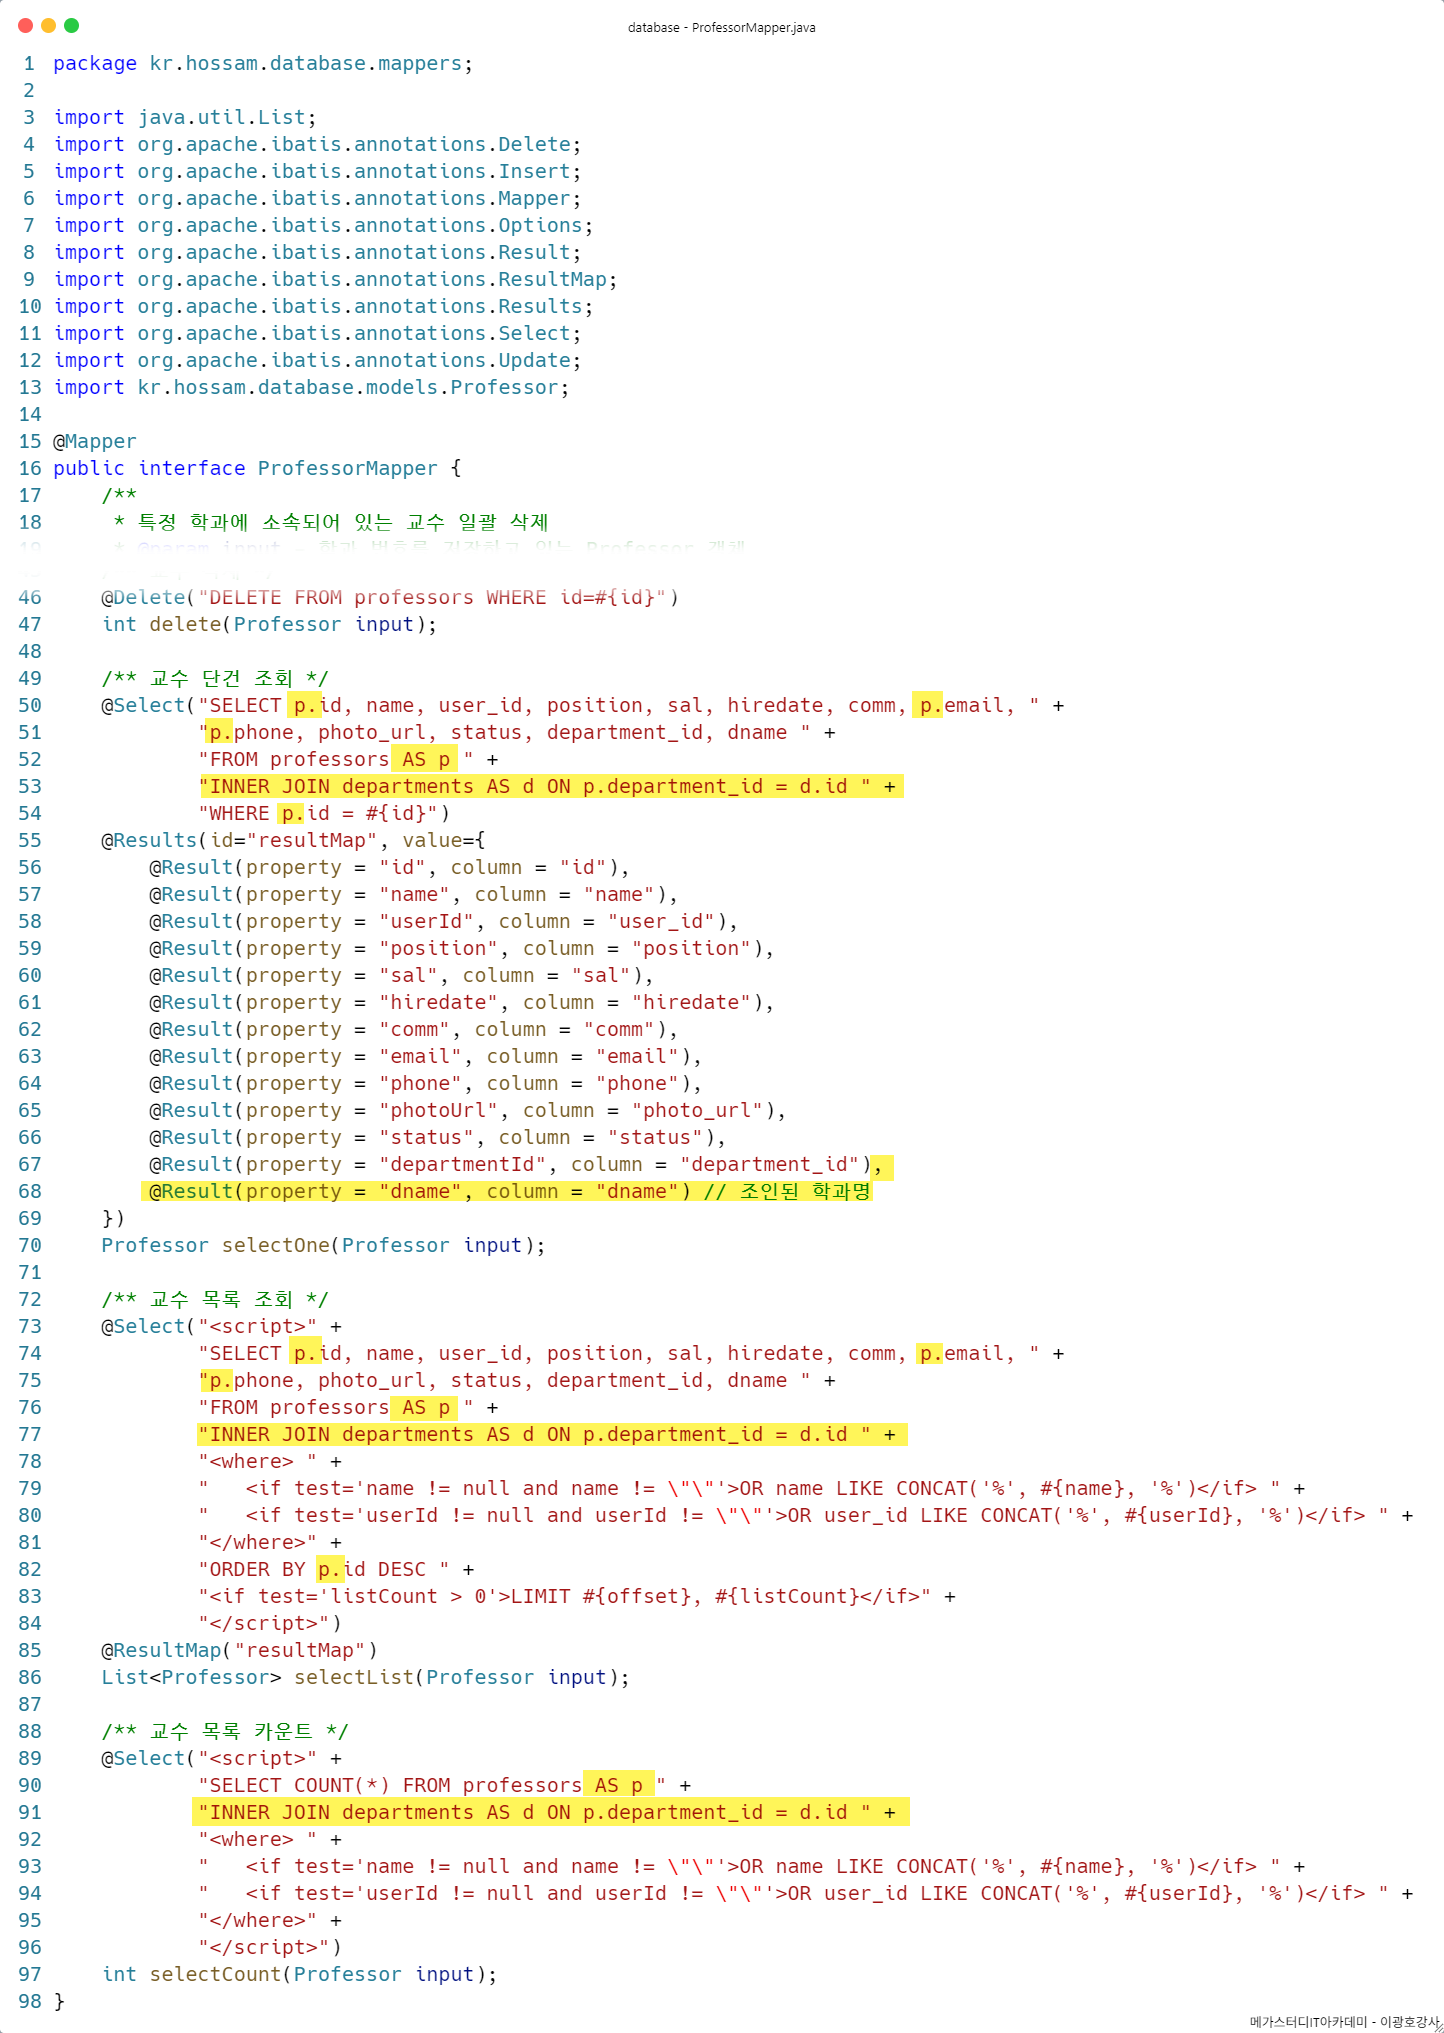 database - ProfessorMapper.java
1 package kr.hossam.database.mappers;
2
3 import java.util.List;
4 import org.apache.ibatis.annotations.Delete;
5 import org.apache.ibatis.annotations.Insert;
6 import org.apache.ibatis.annotations.Mapper;
7 import org.apache.ibatis.annotations.Options;
8 import org.apache.ibatis.annotations.Result;
9 import org.apache.ibatis.annotations.ResultMap;
10 import org.apache.ibatis.annotations.Results;
11 import org.apache.ibatis.annotations.Select;
12 import org.apache.ibatis.annotations.Update;
13 import kr.hossam.database.models.Professor;
14
15 @Mapper
16 public interface ProfessorMapper {
17     /**
18      * 특정 학과에 소속되어 있는 교수 일괄 삭제
19      * @param input - 학과 번호를 저장하고 있는 Professor 객체
46     @Delete("DELETE FROM professors WHERE id=#{id}")
47     int delete(Professor input);
48
49     /** 교수 단건 조회 */
50     @Select("SELECT p.id, name, user_id, position, sal, hiredate, comm, p.email, " +
51             "p.phone, photo_url, status, department_id, dname " +
52             "FROM professors AS p " +
53             "INNER JOIN departments AS d ON p.department_id = d.id " +
54             "WHERE p.id = #{id}")
55     @Results(id="resultMap", value={
56         @Result(property = "id", column = "id"),
57         @Result(property = "name", column = "name"),
58         @Result(property = "userId", column = "user_id"),
59         @Result(property = "position", column = "position"),
60         @Result(property = "sal", column = "sal"),
61         @Result(property = "hiredate", column = "hiredate"),
62         @Result(property = "comm", column = "comm"),
63         @Result(property = "email", column = "email"),
64         @Result(property = "phone", column = "phone"),
65         @Result(property = "photoUrl", column = "photo_url"),
66         @Result(property = "status", column = "status"),
67         @Result(property = "departmentId", column = "department_id"),
68         @Result(property = "dname", column = "dname") // 조인된 학과명
69     })
70     Professor selectOne(Professor input);
71
72     /** 교수 목록 조회 */
73     @Select("<script>" +
74             "SELECT p.id, name, user_id, position, sal, hiredate, comm, p.email, " +
75             "p.phone, photo_url, status, department_id, dname " +
76             "FROM professors AS p " +
77             "INNER JOIN departments AS d ON p.department_id = d.id " +
78             "<where> " +
79             "   <if test='name != null and name != \"\"'>OR name LIKE CONCAT('%', #{name}, '%')</if> " +
80             "   <if test='userId != null and userId != \"\"'>OR user_id LIKE CONCAT('%', #{userId}, '%')</if> " +
81             "</where>" +
82             "ORDER BY p.id DESC " +
83             "<if test='listCount > 0'>LIMIT #{offset}, #{listCount}</if>" +
84             "</script>")
85     @ResultMap("resultMap")
86     List<Professor> selectList(Professor input);
87
88     /** 교수 목록 카운트 */
89     @Select("<script>" +
90             "SELECT COUNT(*) FROM professors AS p " +
91             "INNER JOIN departments AS d ON p.department_id = d.id " +
92             "<where> " +
93             "   <if test='name != null and name != \"\"'>OR name LIKE CONCAT('%', #{name}, '%')</if> " +
94             "   <if test='userId != null and userId != \"\"'>OR user_id LIKE CONCAT('%', #{userId}, '%')</if> " +
95             "</where>" +
96             "</script>")
97     int selectCount(Professor input);
98 }
메가스터디IT아카데미 - 이광호강사